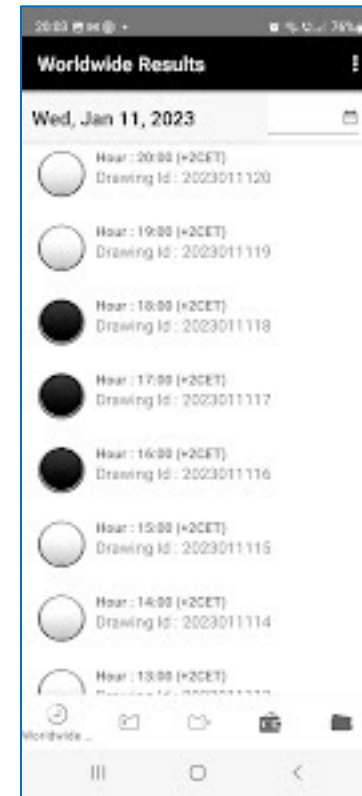 20:03
76%
Worldwide Results
Wed, Jan 11, 2023
Hour : 20:00 (+2CET)
Drawing Id : 2023011120
Hour : 19:00 (+2CET)
Drawing Id : 2023011119
Hour : 18:00 (+2CET)
Drawing Id : 2023011118
Hour : 17:00 (+2CET)
Drawing Id : 2023011117
Hour : 16:00 (+2CET)
Drawing Id : 2023011116
Hour : 15:00 (+2CET)
Drawing Id : 2023011115
Hour : 14:00 (+2CET)
Drawing Id : 2023011114
Hour : 13:00 (+2CET)
Worldwide ...